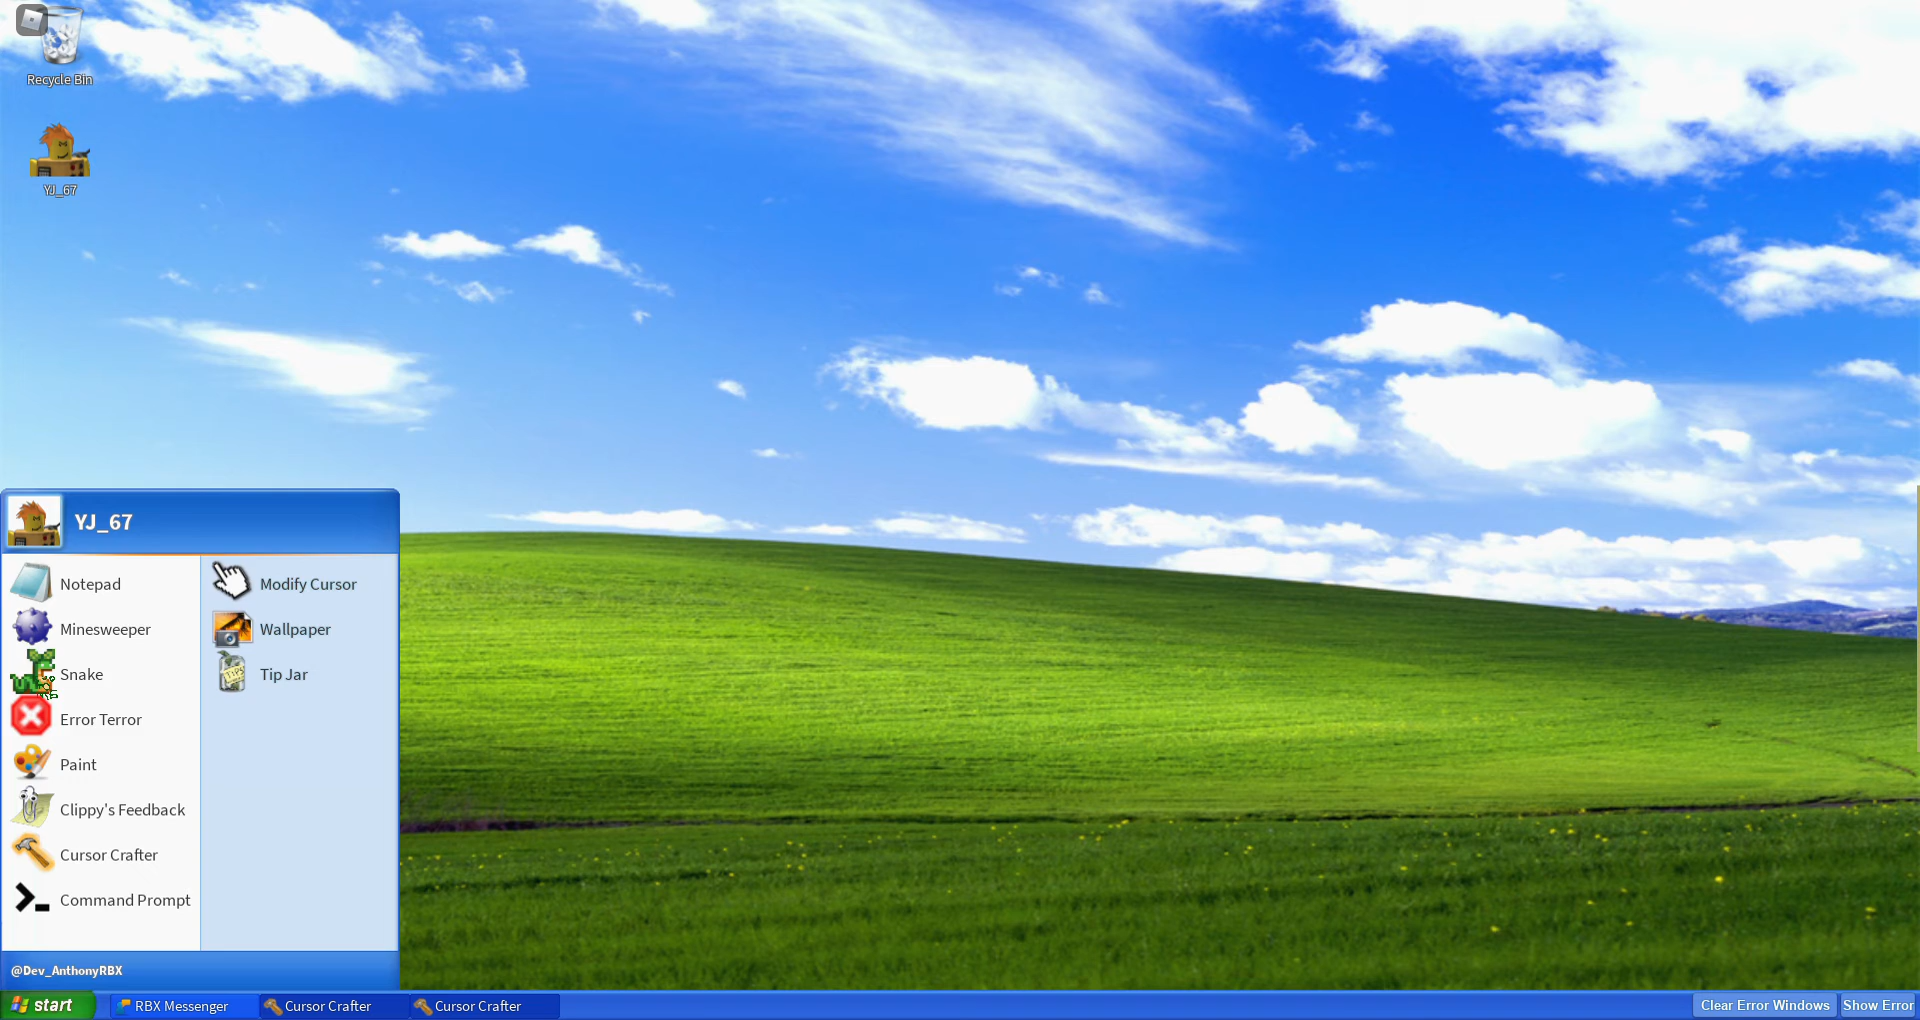 Recycle Bin
YJ_67
YJ_67
Notepad
Minesweeper
Snake
Error Terror
Paint
Clippy's Feedback
Cursor Crafter
Command Prompt
Modify Cursor
Wallpaper
TIPS
Tip Jar
@Dev_AnthonyRBX
start
RBX Messenger
Cursor Crafter
Cursor Crafter
Clear Error Windows
Show Error